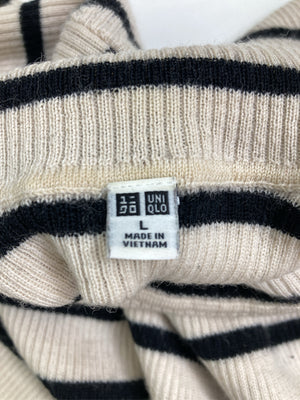 ユニ クロ
UNI QLO
L
MADE IN
VIETNAM